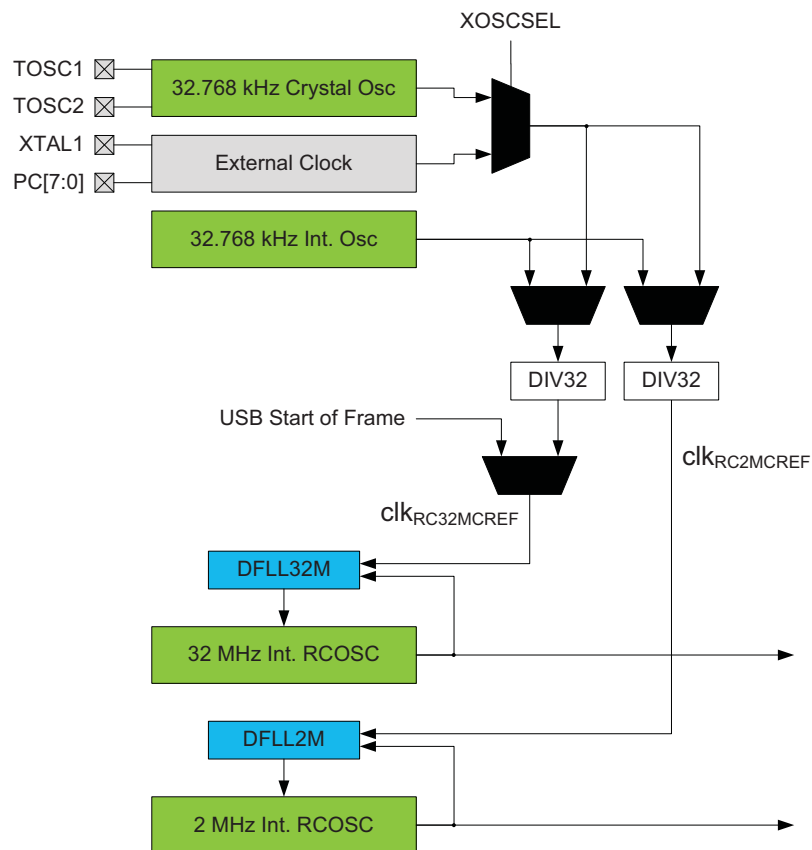 XOSCSEL
TOSC1
TOSC2
32.768 kHz Crystal Osc
XTAL1
PC[7:0]
External Clock
32.768 kHz Int. Osc
DIV32
DIV32
USB Start of Frame
clkRC2MCREF
clkRC32MCREF
DFLL32M
32 MHz Int. RCOSC
DFLL2M
2 MHz Int. RCOSC